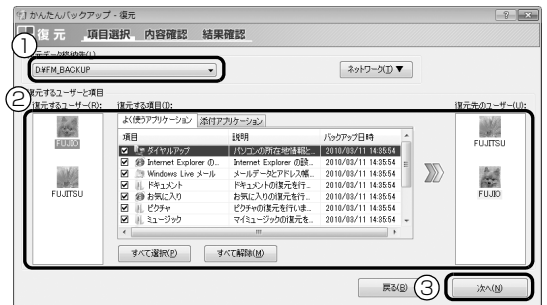 かんたんバックアップ - 復元
復元 項目選択 内容確認 結果確認
①
元データ格納先(L)
D:¥FM_BACKUP
ネットワーク(T) ▼
復元するユーザーと項目
②
復元するユーザー(R): 復元する項目(I): 復元先のユーザー(U):
よく使うアプリケーション 添付アプリケーション
項目 説明 バックアップ日時
ダイヤルアップ パソコンの所在地情報と... 2010/03/11 14:35:54
Internet Explorer の... Internet Explorer の設... 2010/03/11 14:35:54
Windows Live メール メールデータとアドレス帳... 2010/03/11 14:35:54
ドキュメント ドキュメントの復元を行... 2010/03/11 14:35:54
お気に入り お気に入りの復元を行... 2010/03/11 14:35:54
ピクチャ ピクチャの復元を行いま... 2010/03/11 14:35:54
ミュージック マイミュージックの復元を... 2010/03/11 14:35:54
FUJIO
FUJITSU
FUJITSU
FUJIO
すべて選択(P) すべて解除(M)
戻る(B) ③ 次へ(N)